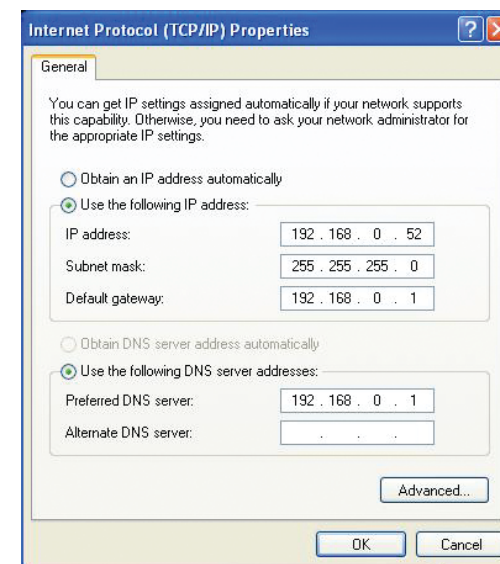 Internet Protocol (TCP/IP) Properties
General
You can get IP settings assigned automatically if your network supports
this capability. Otherwise, you need to ask your network administrator for
the appropriate IP settings.
Obtain an IP address automatically
Use the following IP address:
IP address: 192 . 168 . 0 . 52
Subnet mask: 255 . 255 . 255 . 0
Default gateway: 192 . 168 . 0 . 1
Obtain DNS server address automatically
Use the following DNS server addresses:
Preferred DNS server: 192 . 168 . 0 . 1
Alternate DNS server: . . .
Advanced...
OK Cancel